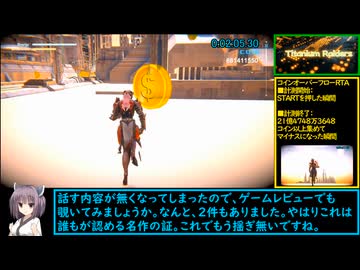 0:02:05.30
681411550
Titanium Raiders
コインオーバーフローRTA
■計測開始：
STARTを押した瞬間
■計測終了：
21億4748万3648
コイン以上集めて
マイナスになった瞬間
話す内容が無くなってしまったので、ゲームレビューでも
覗いてみましょうか。なんと、2件もありました。やはりこれは
誰もが認める名作の証。これでもう揺ぎ無いですね。